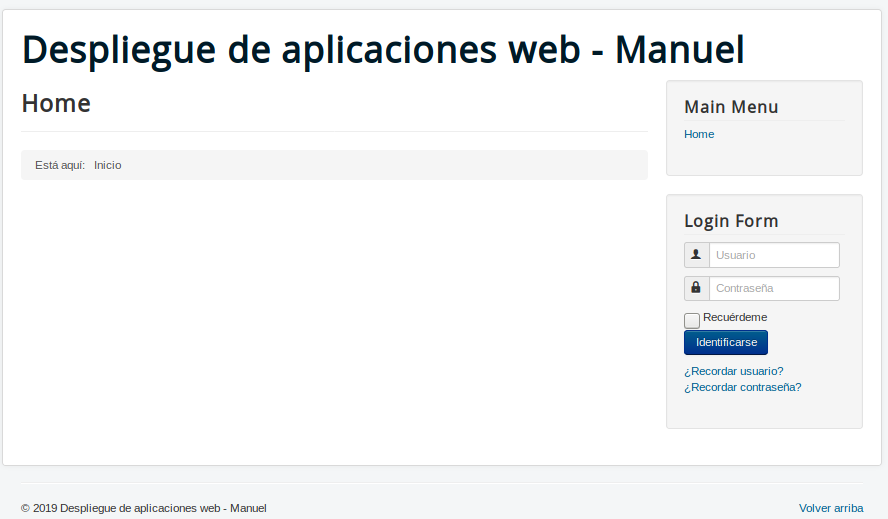 Despliegue de aplicaciones web - Manuel
Home
Está aquí: Inicio
Main Menu
Home
Login Form
Usuario
Contraseña
Recuérdeme
Identificarse
¿Recordar usuario?
¿Recordar contraseña?
© 2019 Despliegue de aplicaciones web - Manuel
Volver arriba